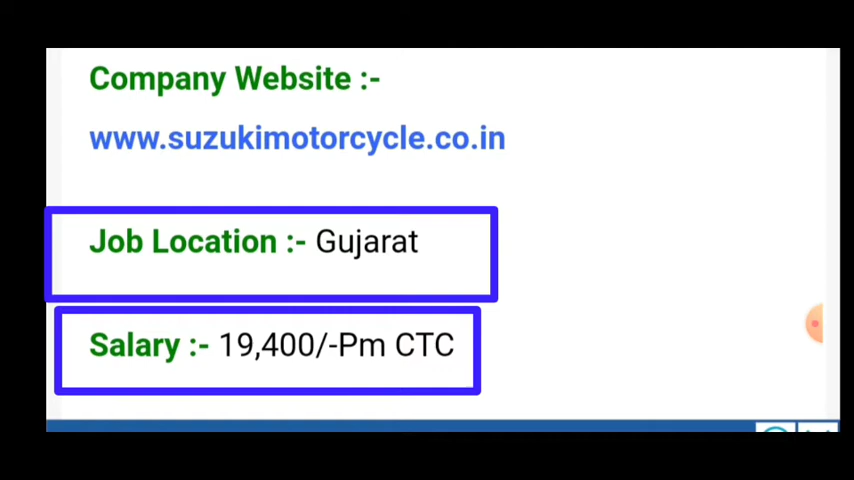 Company Website :-
www.suzukimotorcycle.co.in
Job Location :- Gujarat
Salary :- 19,400/-Pm CTC